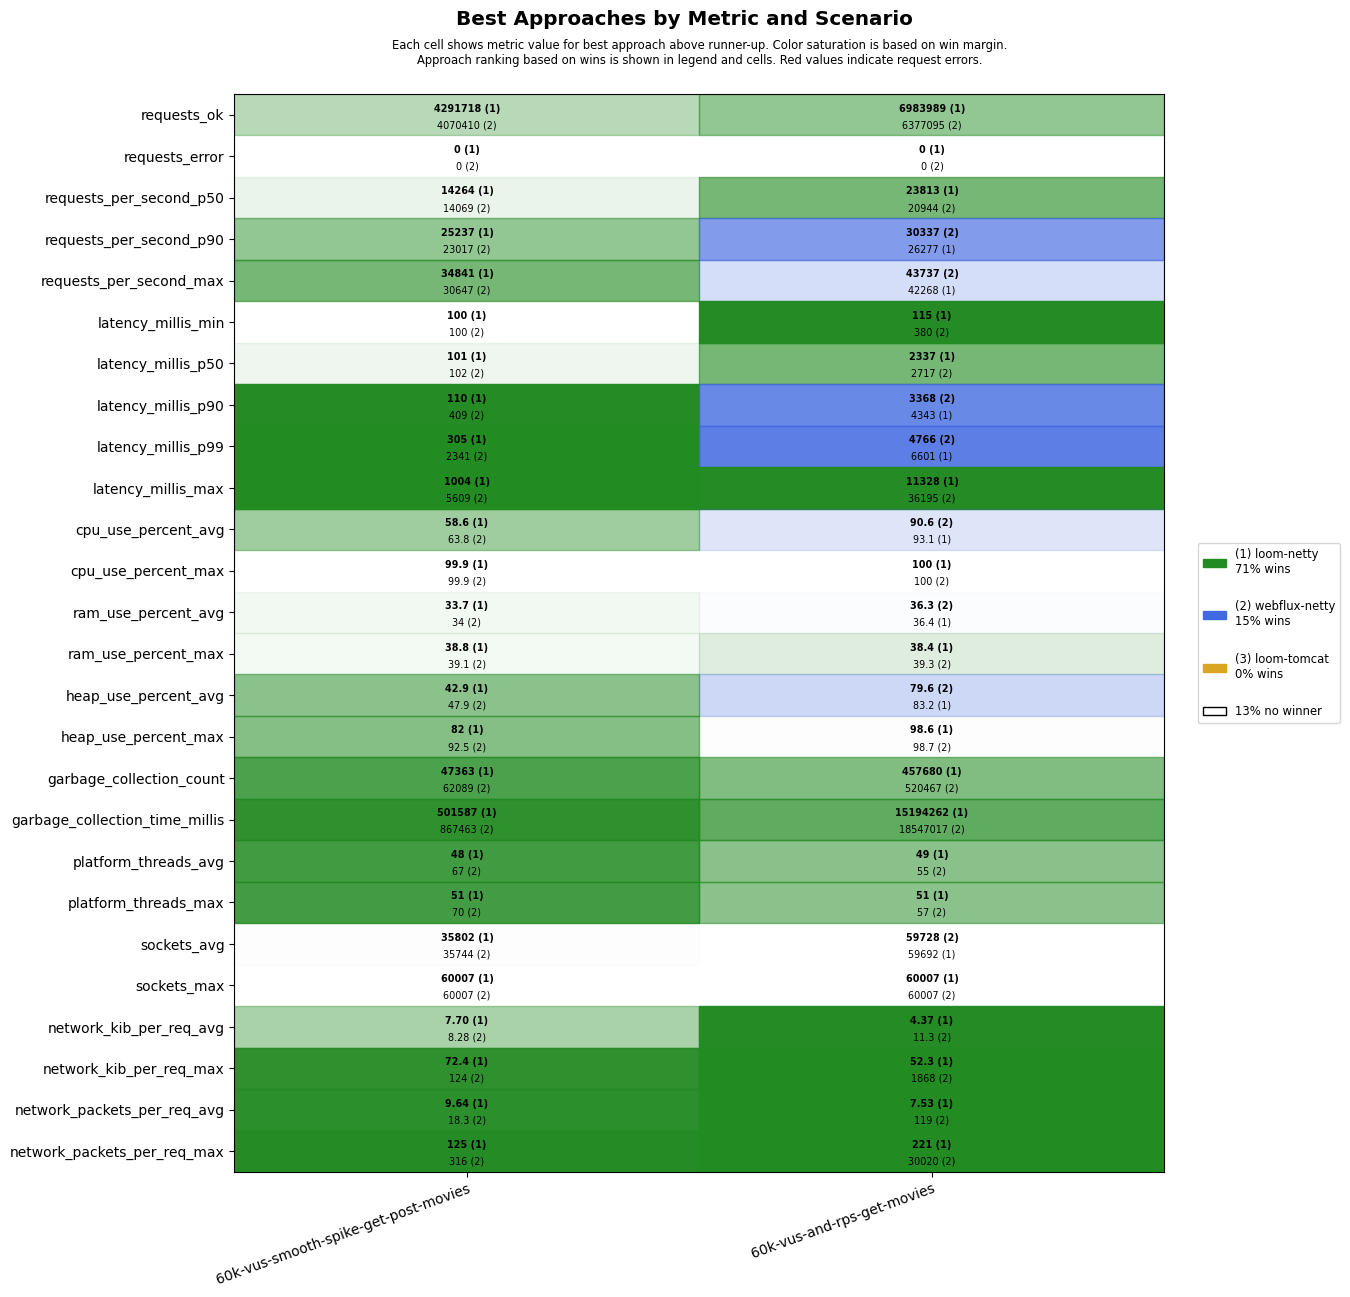 Best Approaches by Metric and Scenario
Each cell shows metric value for best approach above runner-up. Color saturation is based on win margin.
Approach ranking based on wins is shown in legend and cells. Red values indicate request errors.
requests_ok
4291718 (1)
4070410 (2)
6983989 (1)
6377095 (2)
requests_error
0 (1)
0 (2)
0 (1)
0 (2)
requests_per_second_p50
14264 (1)
14069 (2)
23813 (1)
20944 (2)
requests_per_second_p90
25237 (1)
23017 (2)
30337 (2)
26277 (1)
requests_per_second_max
34841 (1)
30647 (2)
43737 (2)
42268 (1)
latency_millis_min
100 (1)
100 (2)
115 (1)
380 (2)
latency_millis_p50
101 (1)
102 (2)
2337 (1)
2717 (2)
latency_millis_p90
110 (1)
409 (2)
3368 (2)
4343 (1)
latency_millis_p99
305 (1)
2341 (2)
4766 (2)
6601 (1)
latency_millis_max
1004 (1)
5609 (2)
11328 (1)
36195 (2)
cpu_use_percent_avg
58.6 (1)
63.8 (2)
90.6 (2)
93.1 (1)
cpu_use_percent_max
99.9 (1)
99.9 (2)
100 (1)
100 (2)
ram_use_percent_avg
33.7 (1)
34 (2)
36.3 (2)
36.4 (1)
ram_use_percent_max
38.8 (1)
39.1 (2)
38.4 (1)
39.3 (2)
heap_use_percent_avg
42.9 (1)
47.9 (2)
79.6 (2)
83.2 (1)
heap_use_percent_max
82 (1)
92.5 (2)
98.6 (1)
98.7 (2)
garbage_collection_count
47363 (1)
62089 (2)
457680 (1)
520467 (2)
garbage_collection_time_millis
501587 (1)
867463 (2)
15194262 (1)
18547017 (2)
platform_threads_avg
48 (1)
67 (2)
49 (1)
55 (2)
platform_threads_max
51 (1)
70 (2)
51 (1)
57 (2)
sockets_avg
35802 (1)
35744 (2)
59728 (2)
59692 (1)
sockets_max
60007 (1)
60007 (2)
60007 (1)
60007 (2)
network_kib_per_req_avg
7.70 (1)
8.28 (2)
4.37 (1)
11.3 (2)
network_kib_per_req_max
72.4 (1)
124 (2)
52.3 (1)
1868 (2)
network_packets_per_req_avg
9.64 (1)
18.3 (2)
7.53 (1)
119 (2)
network_packets_per_req_max
125 (1)
316 (2)
221 (1)
30020 (2)
60k-vus-smooth-spike-get-post-movies
60k-vus-and-rps-get-movies
(1) loom-netty
71% wins
(2) webflux-netty
15% wins
(3) loom-tomcat
0% wins
13% no winner